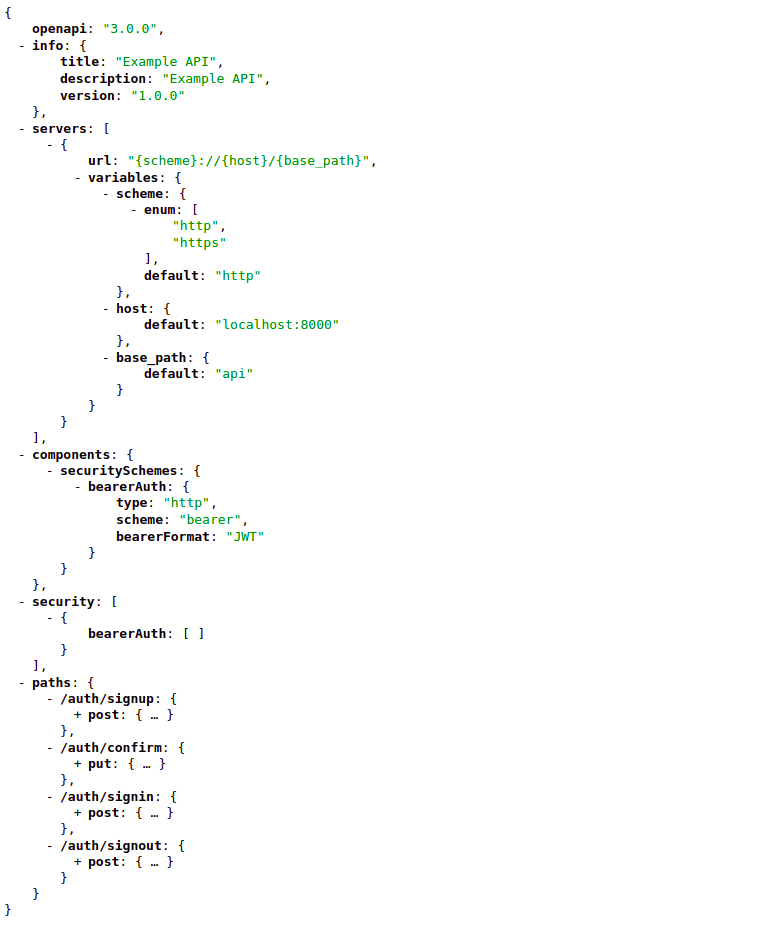 {
openapi: "3.0.0",
- info: {
title: "Example API",
description: "Example API",
version: "1.0.0"
},
- servers: [
- {
url: "{scheme}://{host}/{base_path}",
- variables: {
- scheme: {
- enum: [
"http",
"https"
],
default: "http"
},
- host: {
default: "localhost:8000"
},
- base_path: {
default: "api"
}
}
}
],
- components: {
- securitySchemes: {
- bearerAuth: {
type: "http",
scheme: "bearer",
bearerFormat: "JWT"
}
}
},
- security: [
- {
bearerAuth: [ ]
}
],
- paths: {
- /auth/signup: {
+ post: { … }
},
- /auth/confirm: {
+ put: { … }
},
- /auth/signin: {
+ post: { … }
},
- /auth/signout: {
+ post: { … }
}
}
}